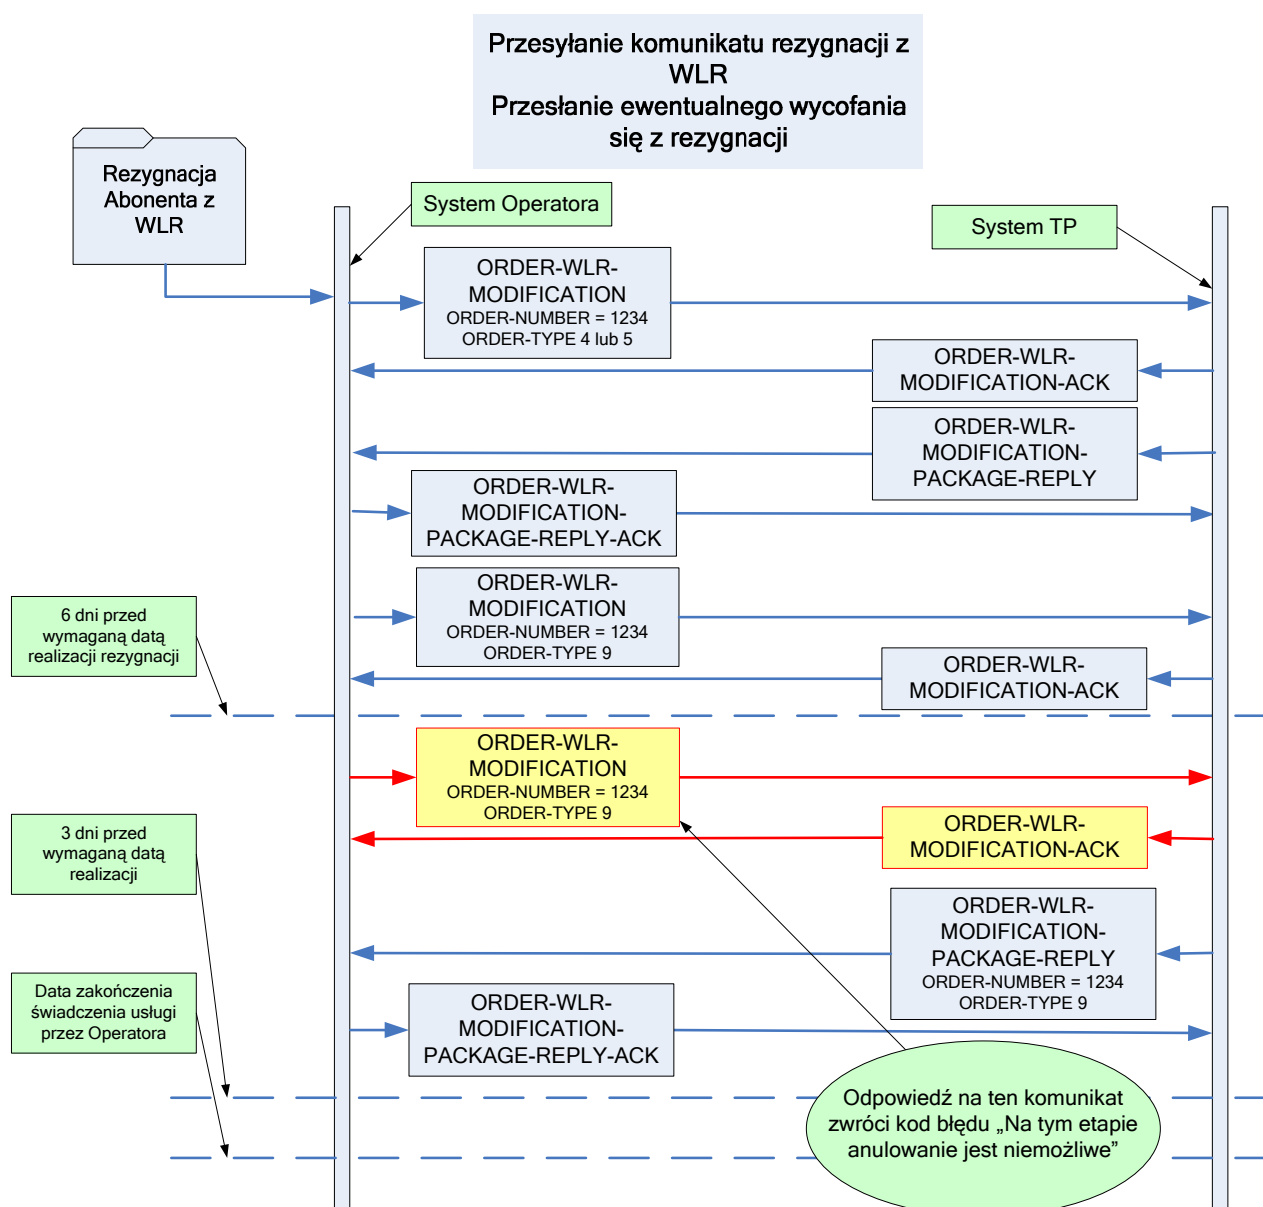 Przesyłanie komunikatu rezygnacji z
WLR
Przesłanie ewentualnego wycofania
się z rezygnacji
Rezygnacja
Abonenta z
WLR
System Operatora
System TP
ORDER-WLR-
MODIFICATION
ORDER-NUMBER = 1234
ORDER-TYPE 4 lub 5
ORDER-WLR-
MODIFICATION-ACK
ORDER-WLR-
MODIFICATION-
PACKAGE-REPLY
ORDER-WLR-
MODIFICATION-
PACKAGE-REPLY-ACK
ORDER-WLR-
MODIFICATION
ORDER-NUMBER = 1234
ORDER-TYPE 9
6 dni przed
wymaganą datą
realizacji rezygnacji
ORDER-WLR-
MODIFICATION-ACK
ORDER-WLR-
MODIFICATION
ORDER-NUMBER = 1234
ORDER-TYPE 9
3 dni przed
wymaganą datą
realizacji
ORDER-WLR-
MODIFICATION-ACK
ORDER-WLR-
MODIFICATION-
PACKAGE-REPLY
ORDER-NUMBER = 1234
ORDER-TYPE 9
Data zakończenia
świadczenia usługi
przez Operatora
ORDER-WLR-
MODIFICATION-
PACKAGE-REPLY-ACK
Odpowiedź na ten komunikat
zwróci kod błędu „Na tym etapie
anulowanie jest niemożliwe”